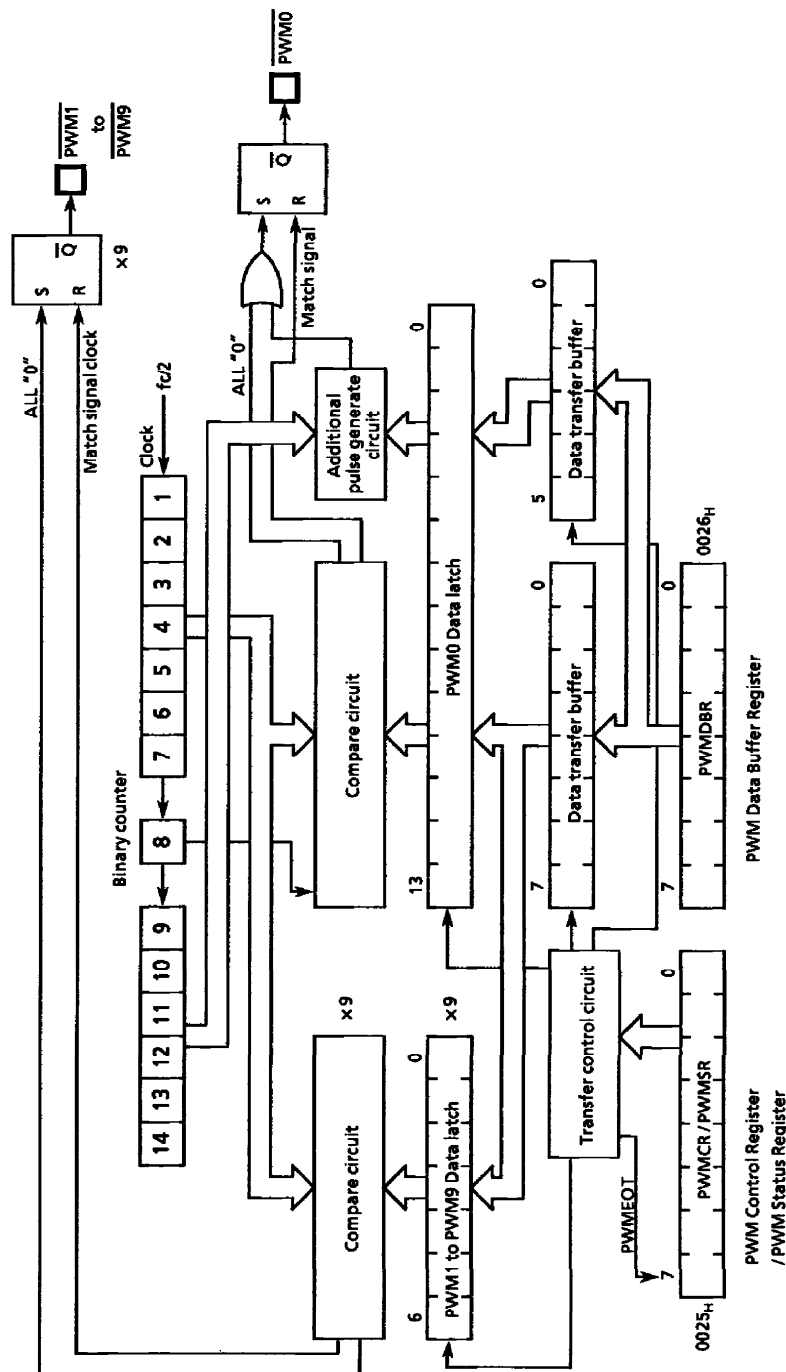 ALL "0"
Match signal clock
S
R
Q
×9
PWM1
to
PWM9
Binary counter
14 13 12 11 10 9
8
7 6 5 4 3 2 1
Clock
fc/2
ALL "0"
Match signal
S
R
Q
PWM0
Compare circuit
×9
Compare circuit
Additional
pulse generate
circuit
6
PWM1 to PWM9 Data latch
0
×9
13
PWM0 Data latch
0
PWMEOT
Transfer control circuit
7
Data transfer buffer
0
5
Data transfer buffer
0
0025H
7
PWMCR / PWMSR
0
7
PWMDBR
0
0026H
PWM Control Register
/ PWM Status Register
PWM Data Buffer Register